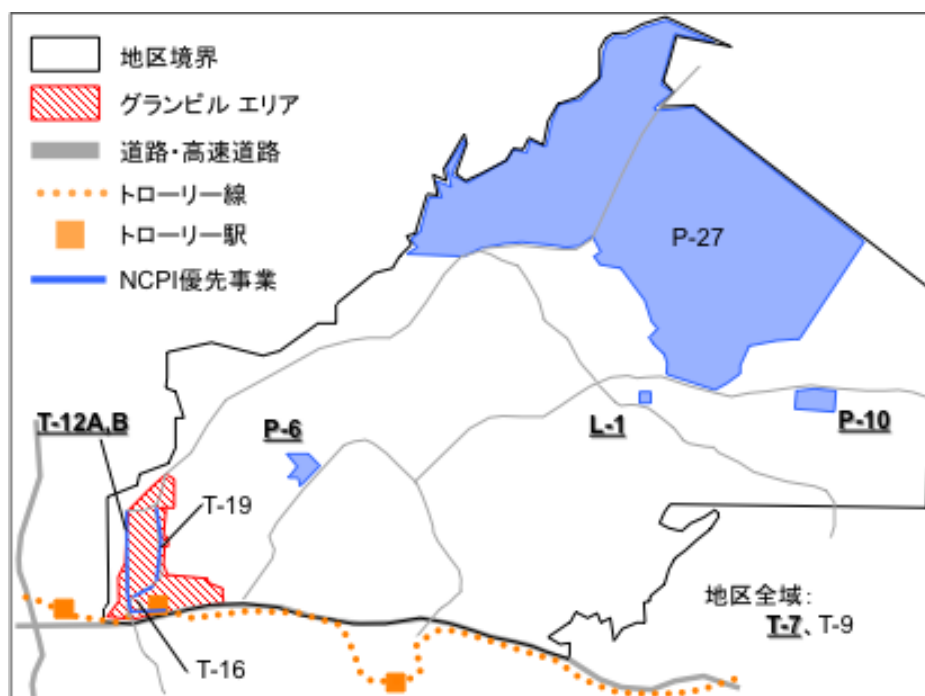 地区境界
グランビル エリア
道路・高速道路
トローリー線
トローリー駅
NCPI優先事業
P-27
T-12A,B
P-6
L-1
P-10
T-19
地区全域:
T-7、T-9
T-16